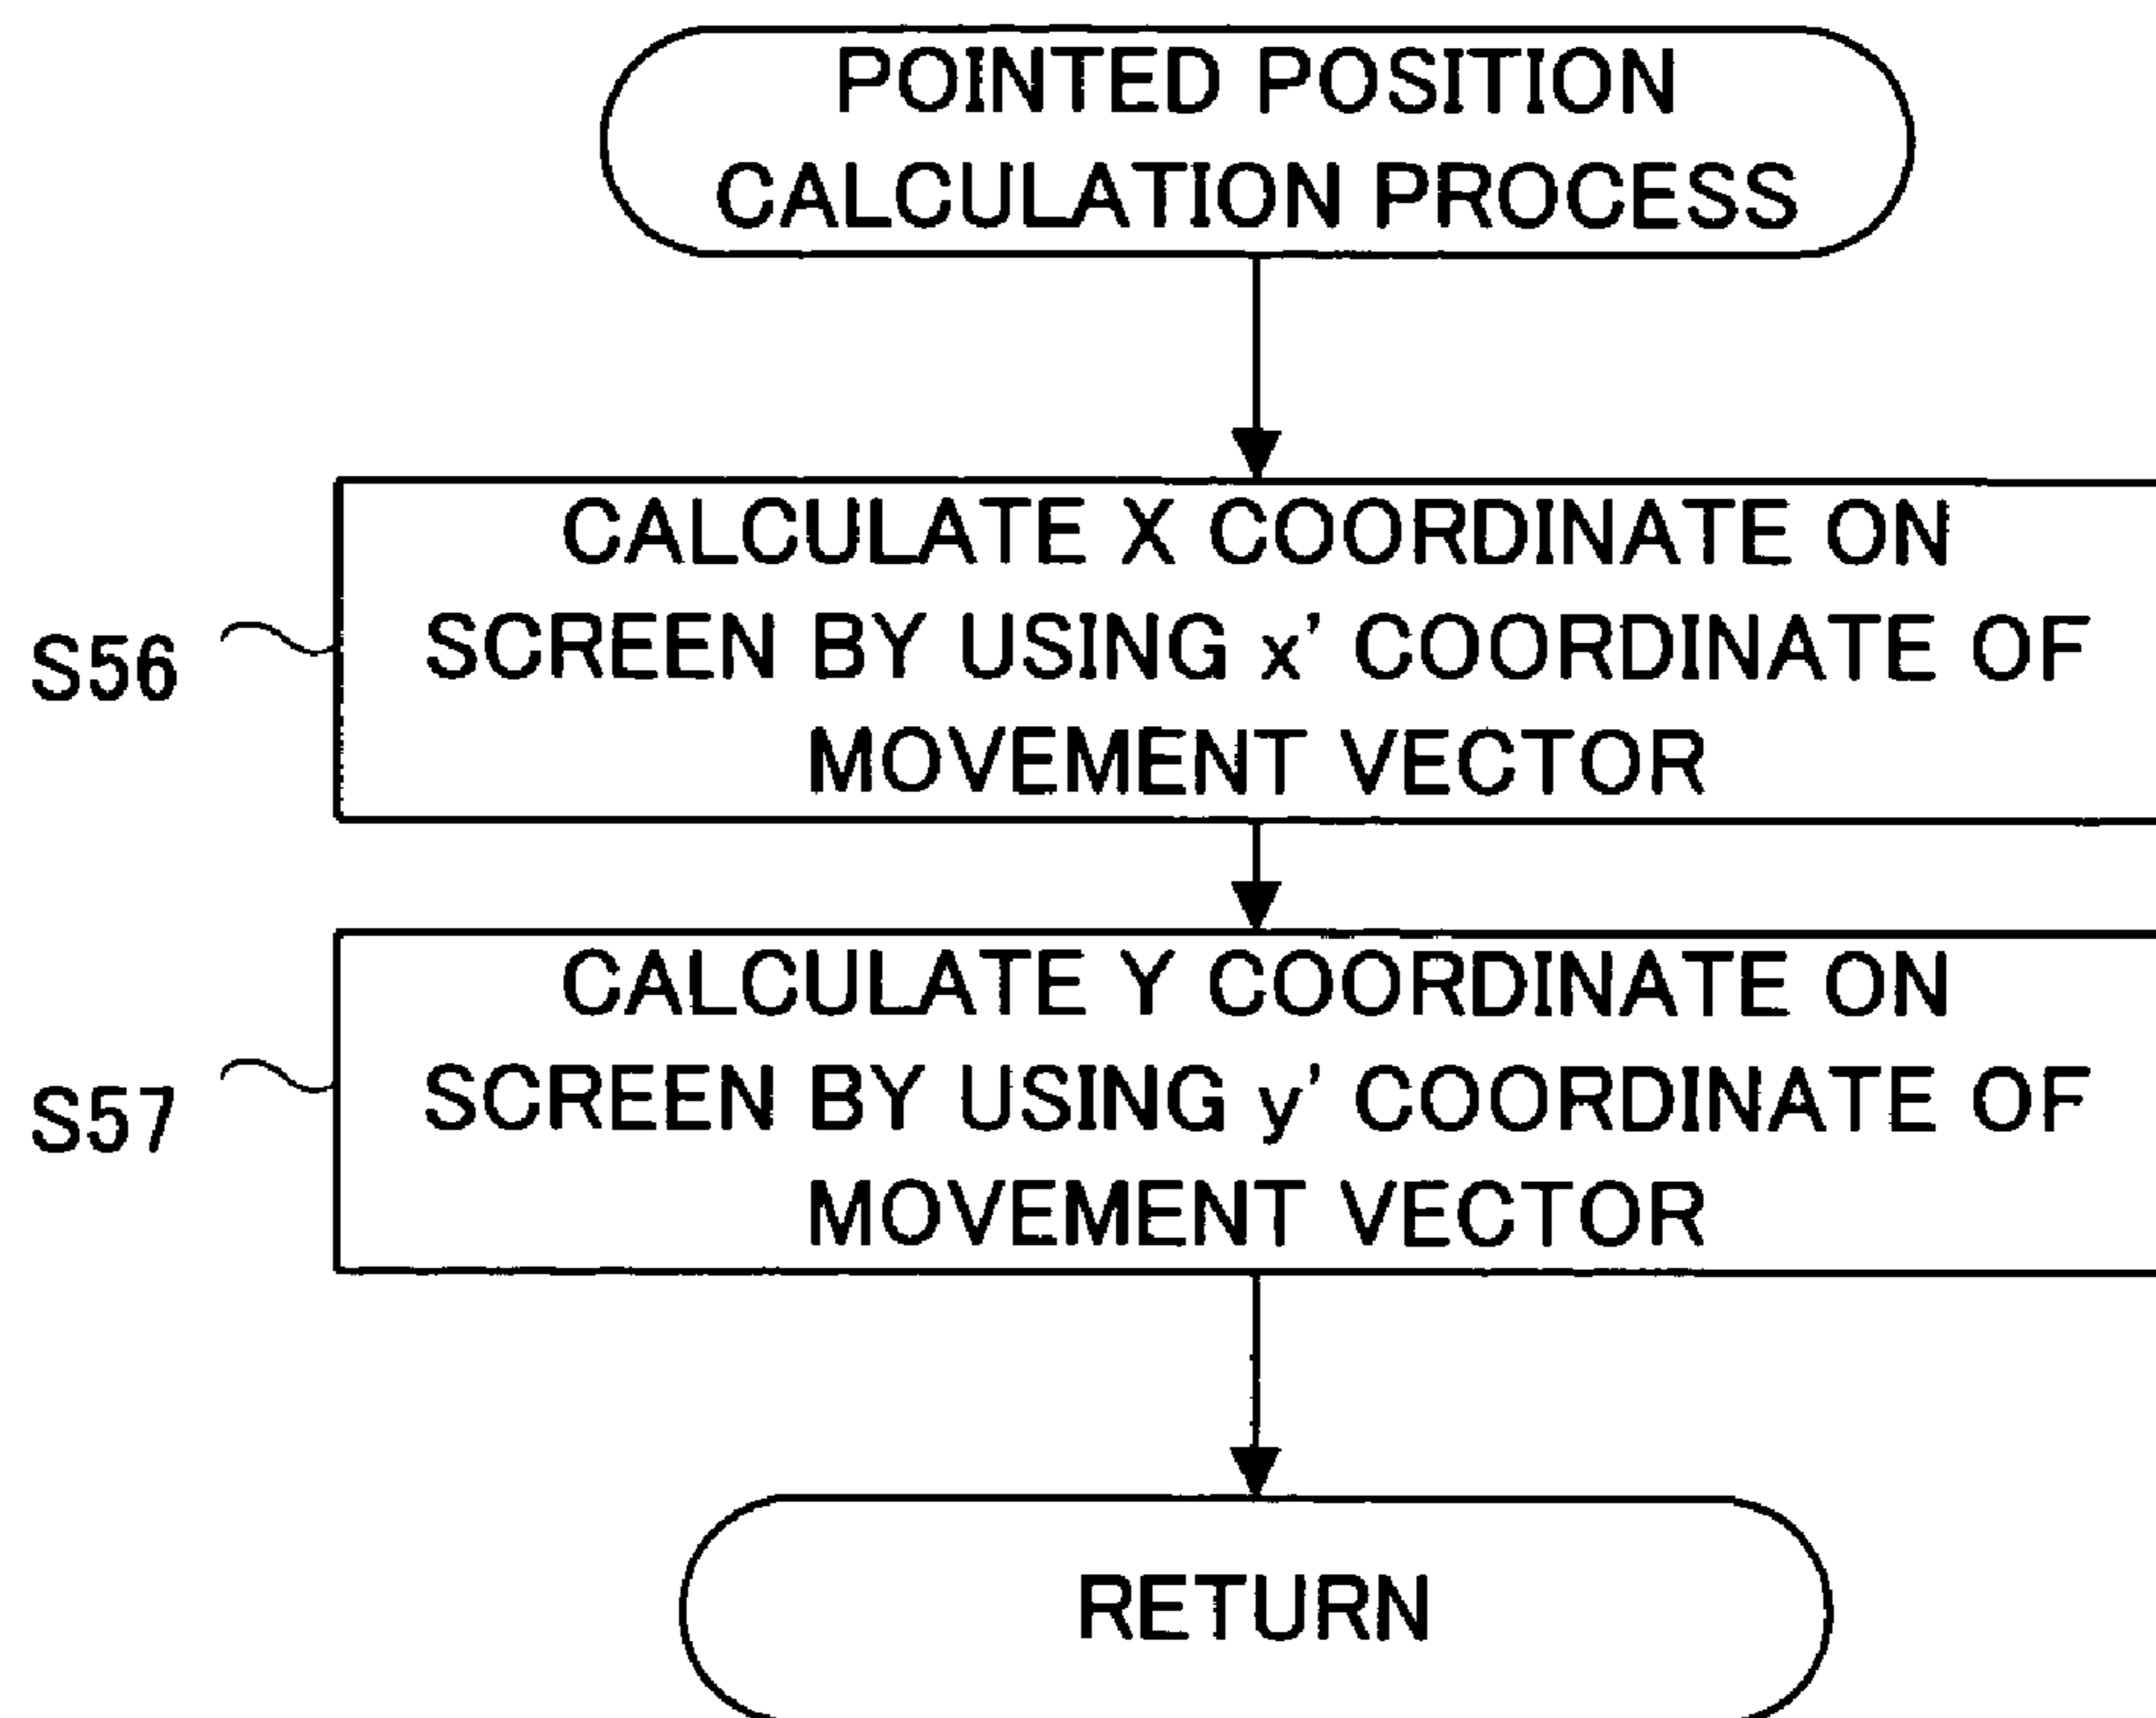 POINTED POSITION
CALCULATION PROCESS
CALCULATE X COORDINATE ON
SCREEN BY USING x' COORDINATE OF
MOVEMENT VECTOR
S56
CALCULATE Y COORDINATE ON
SCREEN BY USING y' COORDINATE OF
MOVEMENT VECTOR
S57
RETURN